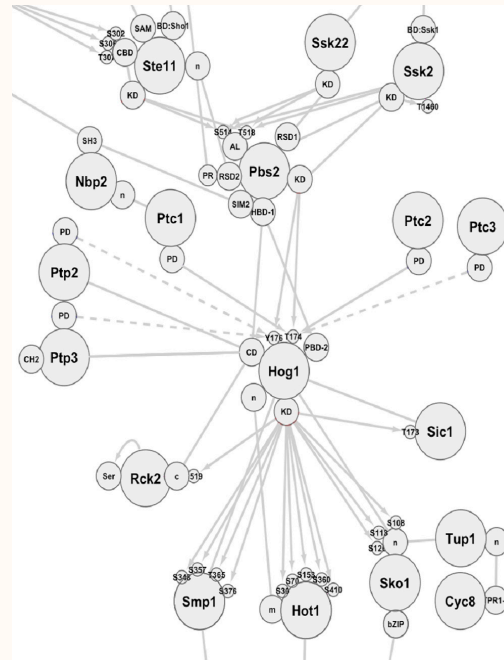 SAM
BD:Sho1
S302
CBD
Ste11
n
KD
Ssk22
KD
BD:Ssk1
Ssk2
KD
T1460
S514
T518
AL
RSD1
PR
RSD2
Pbs2
KD
SIM2
HBD-1
SH3
Nbp2
n
Ptc1
PD
Ptc2
PD
Ptc3
PD
PD
Ptp2
PD
CH2
Ptp3
Y176
T174
CD
PBD-2
Hog1
n
KD
T173
Sic1
Ser
Rck2
c
519
S348
S357
T365
S376
Smp1
m
S153
S360
S410
Hot1
S108
S113
n
Sko1
bZIP
Tup1
n
Cyc8